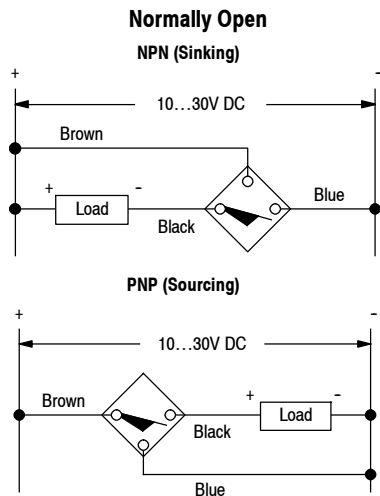 Normally Open
NPN (Sinking)
+ -
10...30V DC
Brown
+ - Blue
Load
Black
PNP (Sourcing)
+ -
10...30V DC
Brown + -
Load
Black
Blue